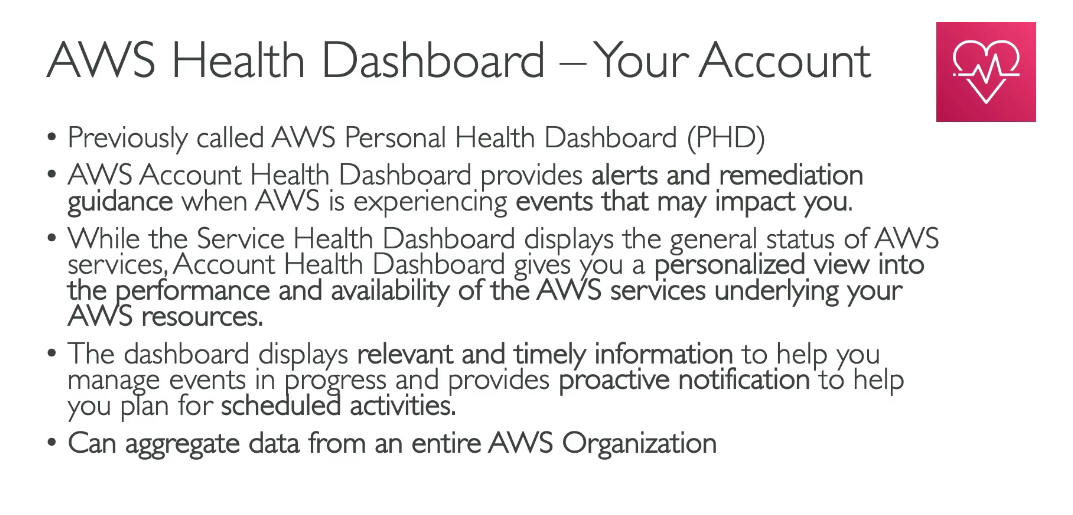 AWS Health Dashboard – Your Account
• Previously called AWS Personal Health Dashboard (PHD)
• AWS Account Health Dashboard provides alerts and remediation
guidance when AWS is experiencing events that may impact you.
• While the Service Health Dashboard displays the general status of AWS
services, Account Health Dashboard gives you a personalized view into
the performance and availability of the AWS services underlying your
AWS resources.
• The dashboard displays relevant and timely information to help you
manage events in progress and provides proactive notification to help
you plan for scheduled activities.
• Can aggregate data from an entire AWS Organization